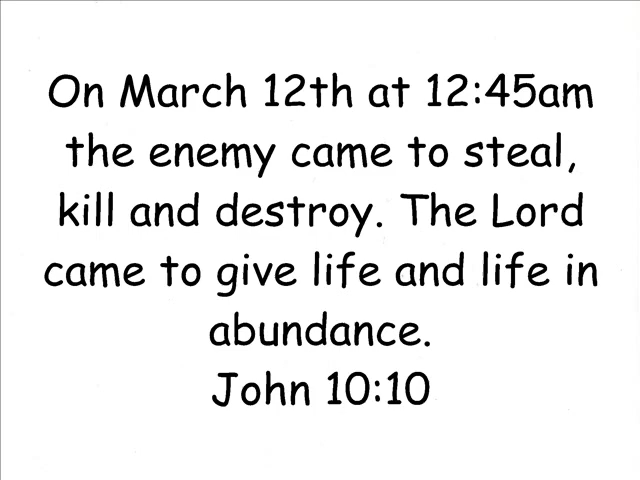 On March 12th at 12:45am
the enemy came to steal,
kill and destroy. The Lord
came to give life and life in
abundance.
John 10:10